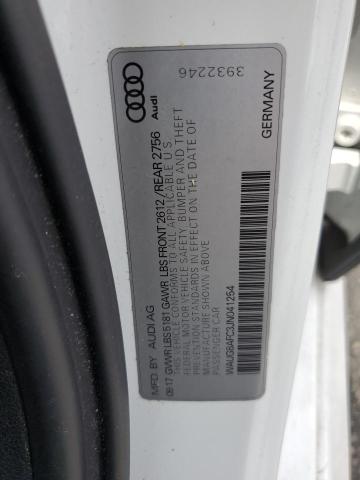 Audi
3932246
MFD. BY AUDI AG
GERMANY
09.17 GVWR LBS 5181 GAWR LBS FRONT 2612/REAR 2756
THIS VEHICLE CONFORMS TO ALL APPLICABLE U.S.
FEDERAL MOTOR VEHICLE SAFETY, BUMPER AND THEFT
PREVENTION STANDARDS IN EFFECT ON THE DATE OF
MANUFACTURE SHOWN ABOVE
PASSENGER CAR
WAUG8AFC3JN041254